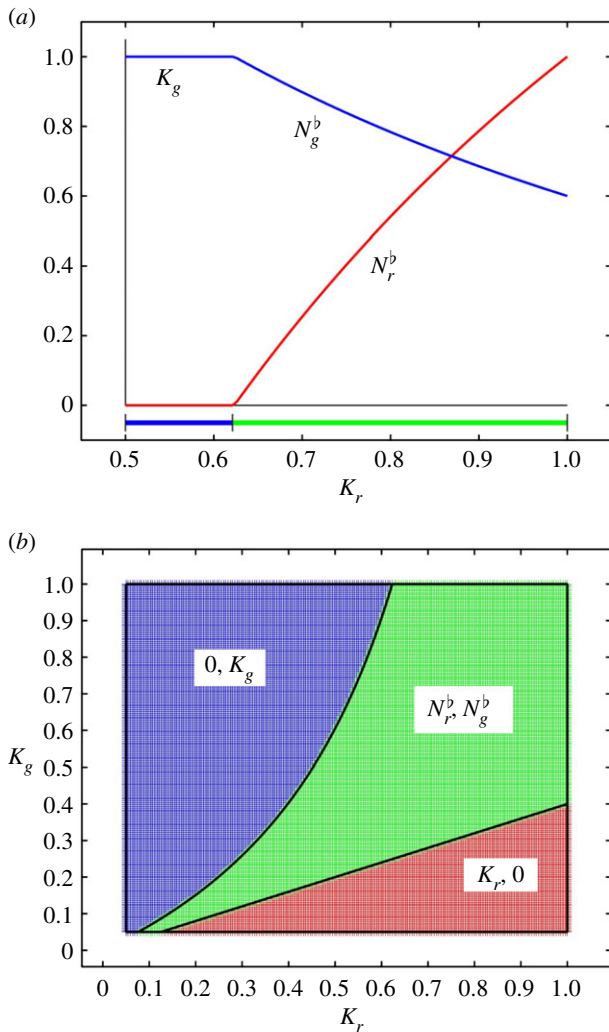 (a)
1.0
0.8
0.6
0.4
0.2
0
K_g
N_g^♭
N_r^♭
0.5 0.6 0.7 0.8 0.9 1.0
K_r
(b)
1.0
0.9
0.8
0.7
0.6
0.5
0.4
0.3
0.2
0.1
0
K_g
0, K_g
N_r^♭, N_g^♭
K_r, 0
0 0.1 0.2 0.3 0.4 0.5 0.6 0.7 0.8 0.9 1.0
K_r